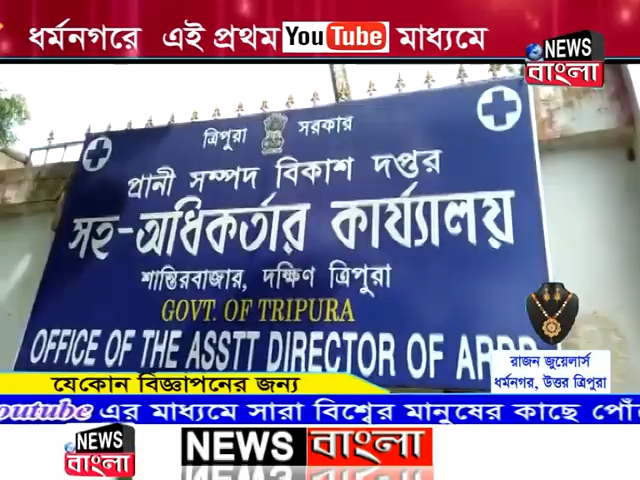 ধর্মনগরে এই প্রথম YouTube মাধ্যমে
NEWS
বাংলা
ত্রিপুরা সরকার
প্রানী সম্পদ বিকাশ দপ্তর
সহ-অধিকর্তার কার্য্যালয়
শান্তিরবাজার, দক্ষিণ ত্রিপুরা
GOVT. OF TRIPURA
OFFICE OF THE ASSTT DIRECTOR OF
রাজন জুয়েলার্স
ধর্মনগর, উত্তর ত্রিপুরা
যেকোন বিজ্ঞাপনের জন্য
Youtube এর মাধ্যমে সারা বিশ্বের মানুষের কাছে
NEWS
বাংলা
NEWS বাংলা